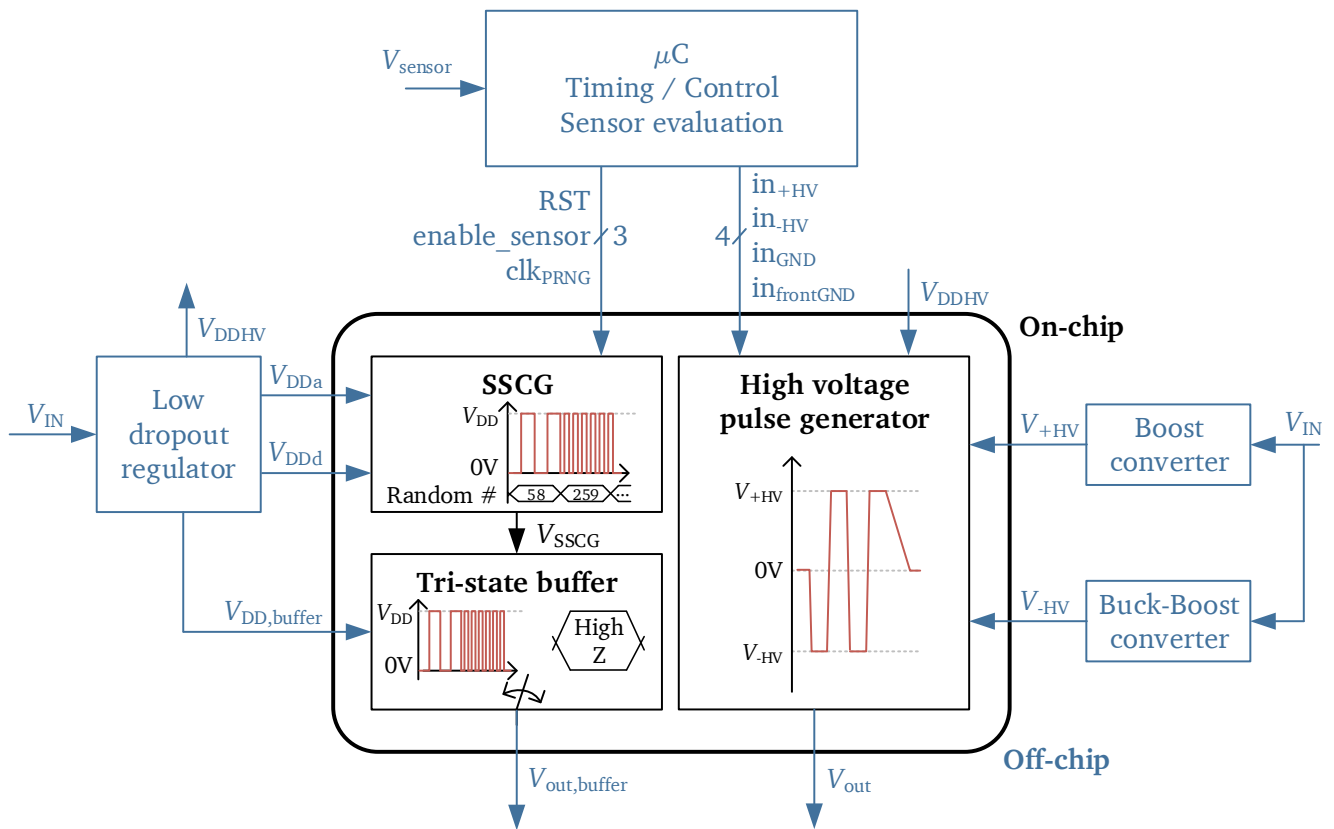 μC
Timing / Control
Sensor evaluation
V_sensor
RST
enable_sensor
clk_PRNG
3
4
in_+HV
in_-HV
in_GND
in_frontGND
V_DDHV
V_DDHV
On-chip
Low
dropout
regulator
V_IN
V_DDa
V_DDd
V_DD,buffer
SSCG
V_DD
0V
Random #
58
259
...
V_SSCG
Tri-state buffer
V_DD
0V
High
Z
High voltage
pulse generator
V_+HV
0V
V_-HV
V_+HV
Boost
converter
V_IN
V_-HV
Buck-Boost
converter
Off-chip
V_out,buffer
V_out